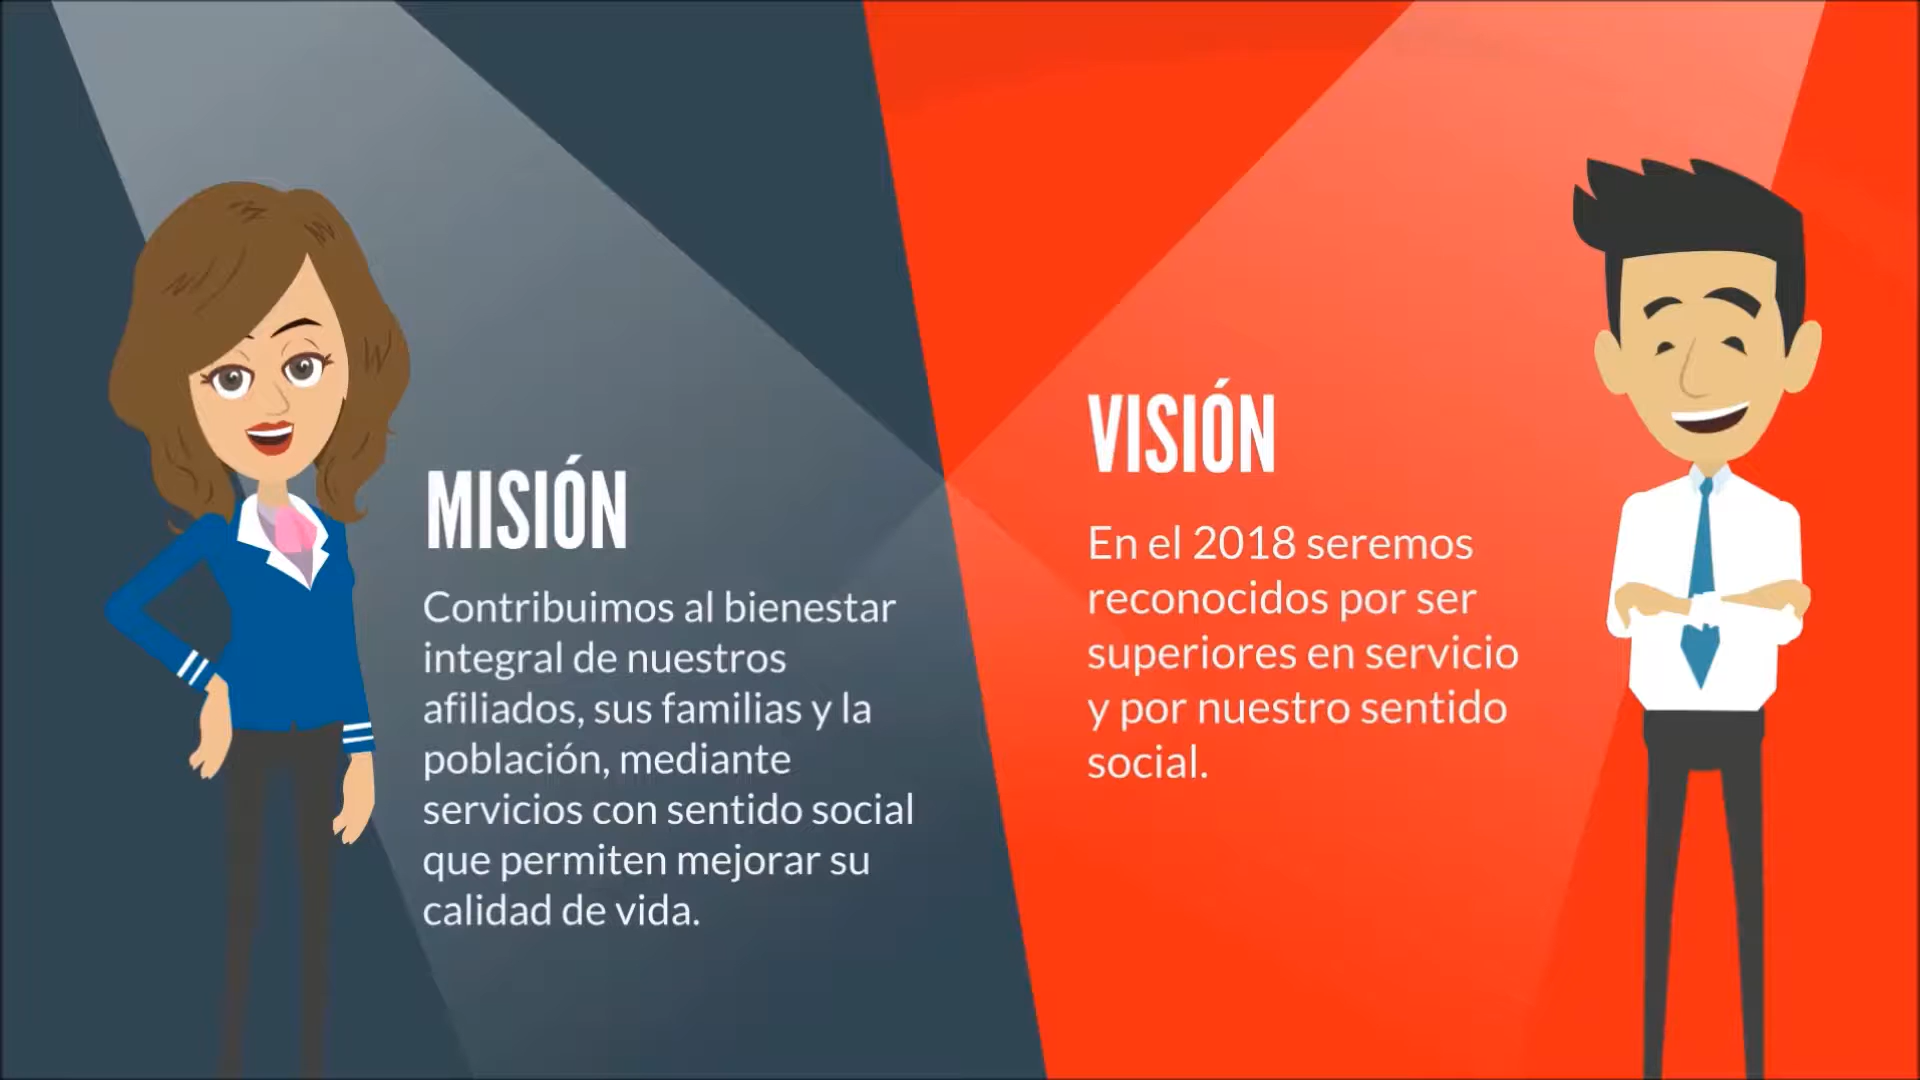 MISIÓN
Contribuimos al bienestar
integral de nuestros
afiliados, sus familias y la
población, mediante
servicios con sentido social
que permiten mejorar su
calidad de vida.
VISIÓN
En el 2018 seremos
reconocidos por ser
superiores en servicio
y por nuestro sentido
social.